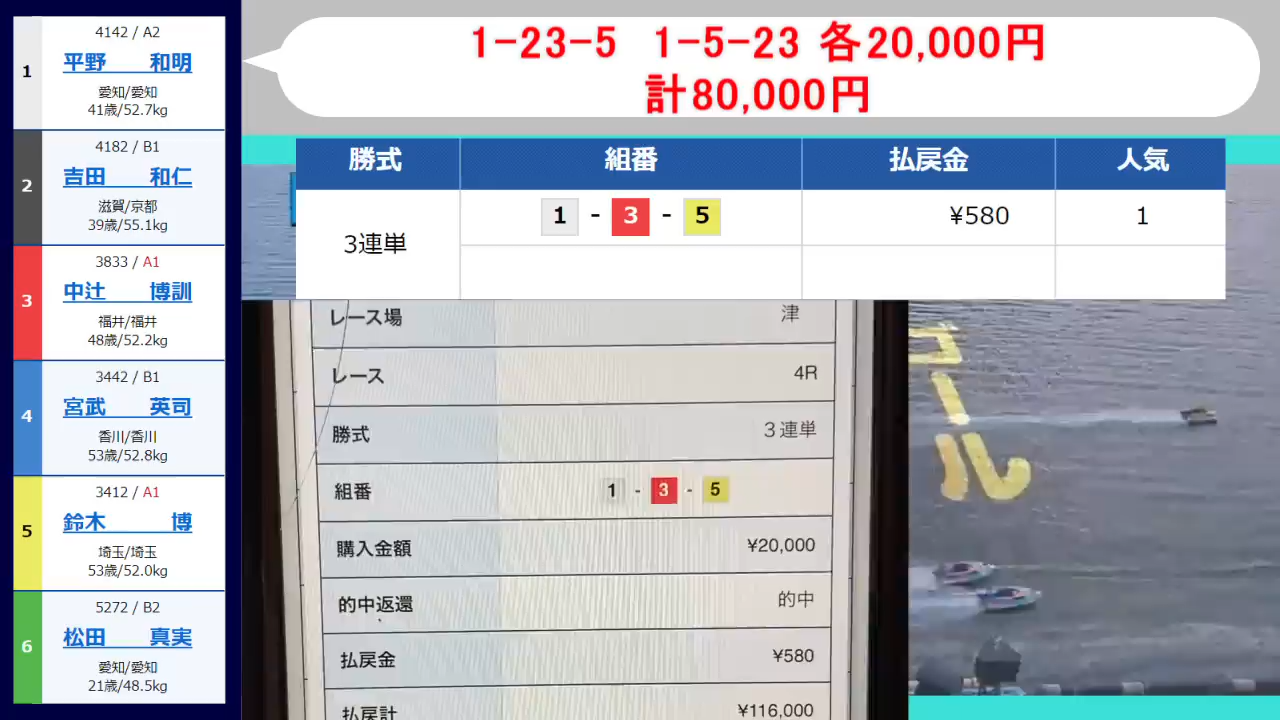 1
4142 / A2
平野 和明
愛知/愛知
41歳/52.7kg
2
4182 / B1
吉田 和仁
滋賀/京都
39歳/55.1kg
3
3833 / A1
中辻 博訓
福井/福井
48歳/52.2kg
4
3442 / B1
宮武 英司
香川/香川
53歳/52.8kg
5
3412 / A1
鈴木 博
埼玉/埼玉
53歳/52.0kg
6
5272 / B2
松田 真実
愛知/愛知
21歳/48.5kg
1-23-5 1-5-23 各20,000円
計80,000円
勝式 組番 払戻金 人気
3連単 1 - 3 - 5 ¥580 1
レース場 津
レース 4R
勝式 3連単
組番 1 - 3 - 5
購入金額 ¥20,000
的中返還 的中
払戻金 ¥580
払戻計 ¥116,000
ール